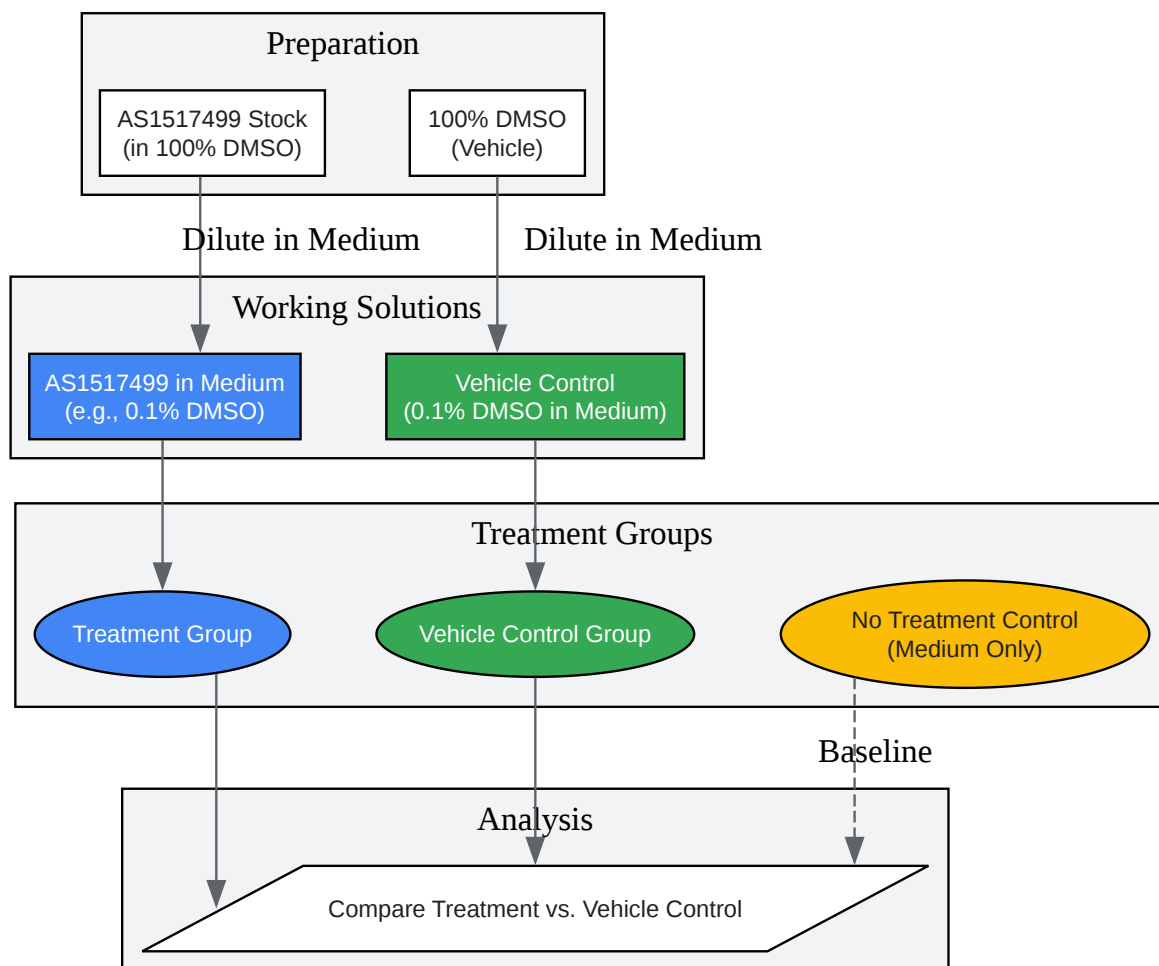 Preparation
AS1517499 Stock
(in 100% DMSO)
100% DMSO
(Vehicle)
Dilute in Medium
Dilute in Medium
Working Solutions
AS1517499 in Medium
(e.g., 0.1% DMSO)
Vehicle Control
(0.1% DMSO in Medium)
Treatment Groups
Treatment Group
Vehicle Control Group
No Treatment Control
(Medium Only)
Baseline
Analysis
Compare Treatment vs. Vehicle Control